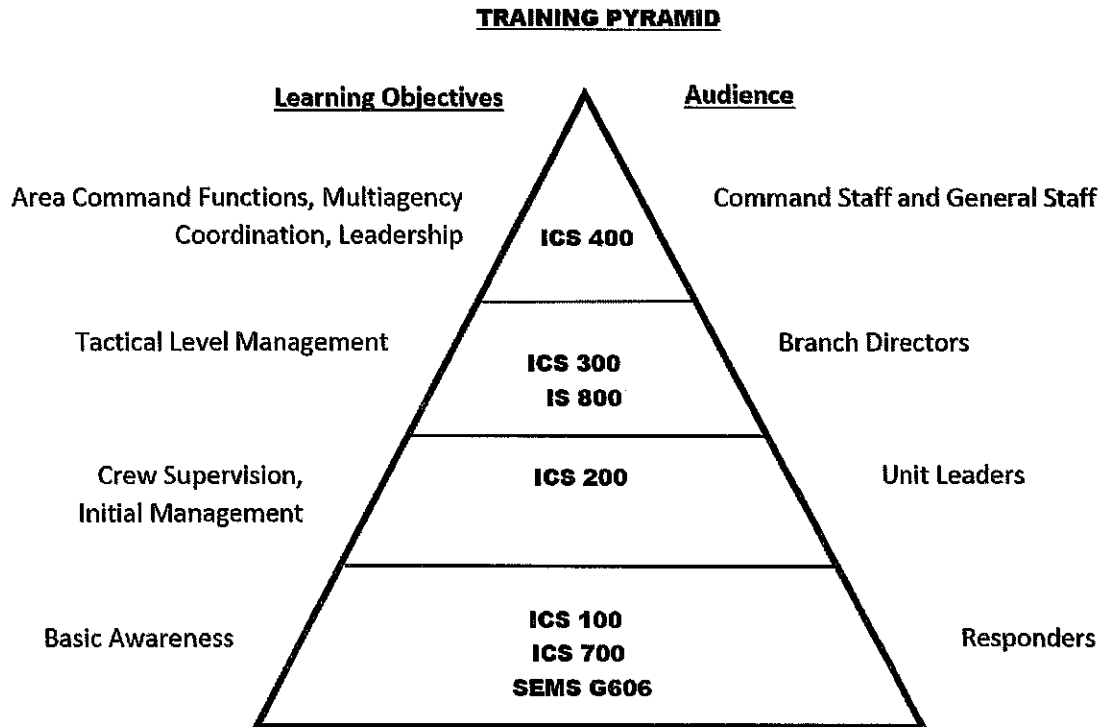 TRAINING PYRAMID
Learning Objectives
Audience
Area Command Functions, Multiagency
Coordination, Leadership
ICS 400
Command Staff and General Staff
Tactical Level Management
ICS 300
IS 800
Branch Directors
Crew Supervision,
Initial Management
ICS 200
Unit Leaders
Basic Awareness
ICS 100
ICS 700
SEMS G606
Responders